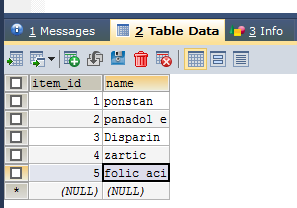 1 Messages 2 Table Data 3 Info
item_id name
1 ponstan
2 panadol e
3 Disparin
4 zartic
5 folic aci
* (NULL) (NULL)